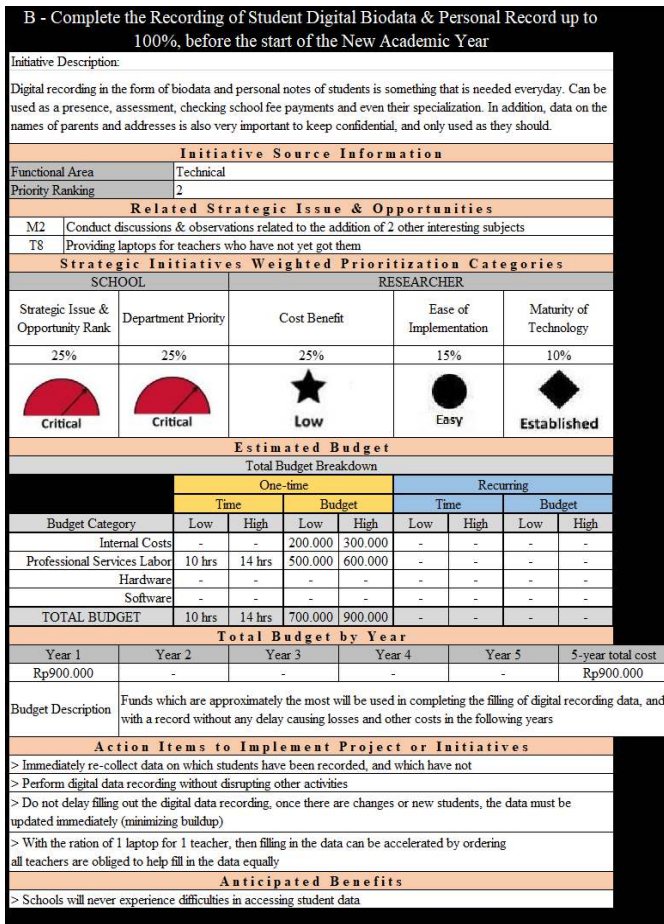 B - Complete the Recording of Student Digital Biodata & Personal Record up to
100%, before the start of the New Academic Year
Initiative Description:
Digital recording in the form of biodata and personal notes of students is something that is needed everyday. Can be
used as a presence, assessment, checking school fee payments and even their specialization. In addition, data on the
names of parents and addresses is also very important to keep confidential, and only used as they should.
Initiative Source Information
Functional Area Technical
Priority Ranking 2
Related Strategic Issue & Opportunities
M2 Conduct discussions & observations related to the addition of 2 other interesting subjects
T8 Providing laptops for teachers who have not yet got them
Strategic Initiatives Weighted Prioritization Categories
SCHOOL RESEARCHER
Strategic Issue & Department Priority Cost Benefit Ease of Maturity of
Opportunity Rank Implementation Technology
25% 25% 25% 15% 10%
Critical Critical Low Easy Established
Estimated Budget
Total Budget Breakdown
One-time Recurring
Time Budget Time Budget
Budget Category Low High Low High Low High Low High
Internal Costs - - 200.000 300.000 - - - -
Professional Services Labor 10 hrs 14 hrs 500.000 600.000 - - - -
Hardware - - - - - - - -
Software - - - - - - - -
TOTAL BUDGET 10 hrs 14 hrs 700.000 900.000 - - - -
Total Budget by Year
Year 1 Year 2 Year 3 Year 4 Year 5 5-year total cost
Rp900.000 - - - - Rp900.000
Budget Description Funds which are approximately the most will be used in completing the filling of digital recording data, and
with a record without any delay causing losses and other costs in the following years
Action Items to Implement Project or Initiatives
> Immediately re-collect data on which students have been recorded, and which have not
> Perform digital data recording without disrupting other activities
> Do not delay filling out the digital data recording, once there are changes or new students, the data must be
updated immediately (minimizing buildup)
> With the ration of 1 laptop for 1 teacher, then filling in the data can be accelerated by ordering
all teachers are obliged to help fill in the data equally
Anticipated Benefits
> Schools will never experience difficulties in accessing student data